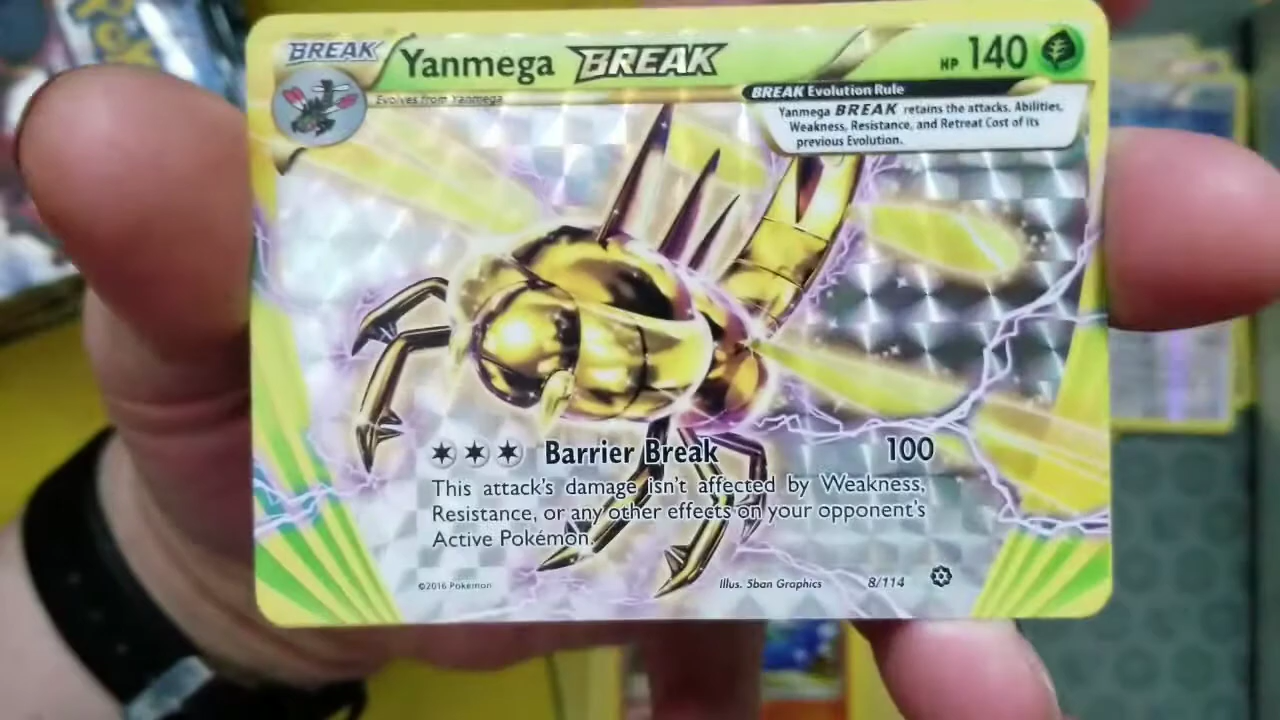 BREAK
Yanmega BREAK
HP 140
Evolves from Yanmega
BREAK Evolution Rule
Yanmega BREAK retains the attacks, Abilities,
Weakness, Resistance, and Retreat Cost of its
previous Evolution.
Barrier Break 100
This attack's damage isn't affected by Weakness,
Resistance, or any other effects on your opponent's
Active Pokémon.
©2016 Pokémon Illus. 5ban Graphics 8/114